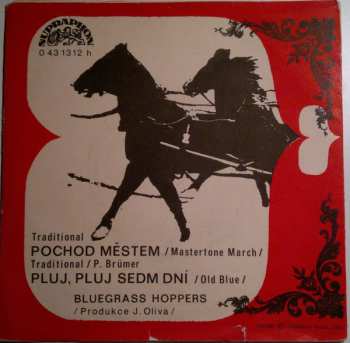 SUPRAPHON
0 43 1312 h
Traditional
POCHOD MĚSTEM /Mastertone March/
Traditional / P. Brümer
PLUJ, PLUJ SEDM DNÍ /Old Blue/
BLUEGRASS HOPPERS
/Produkce J. Oliva/